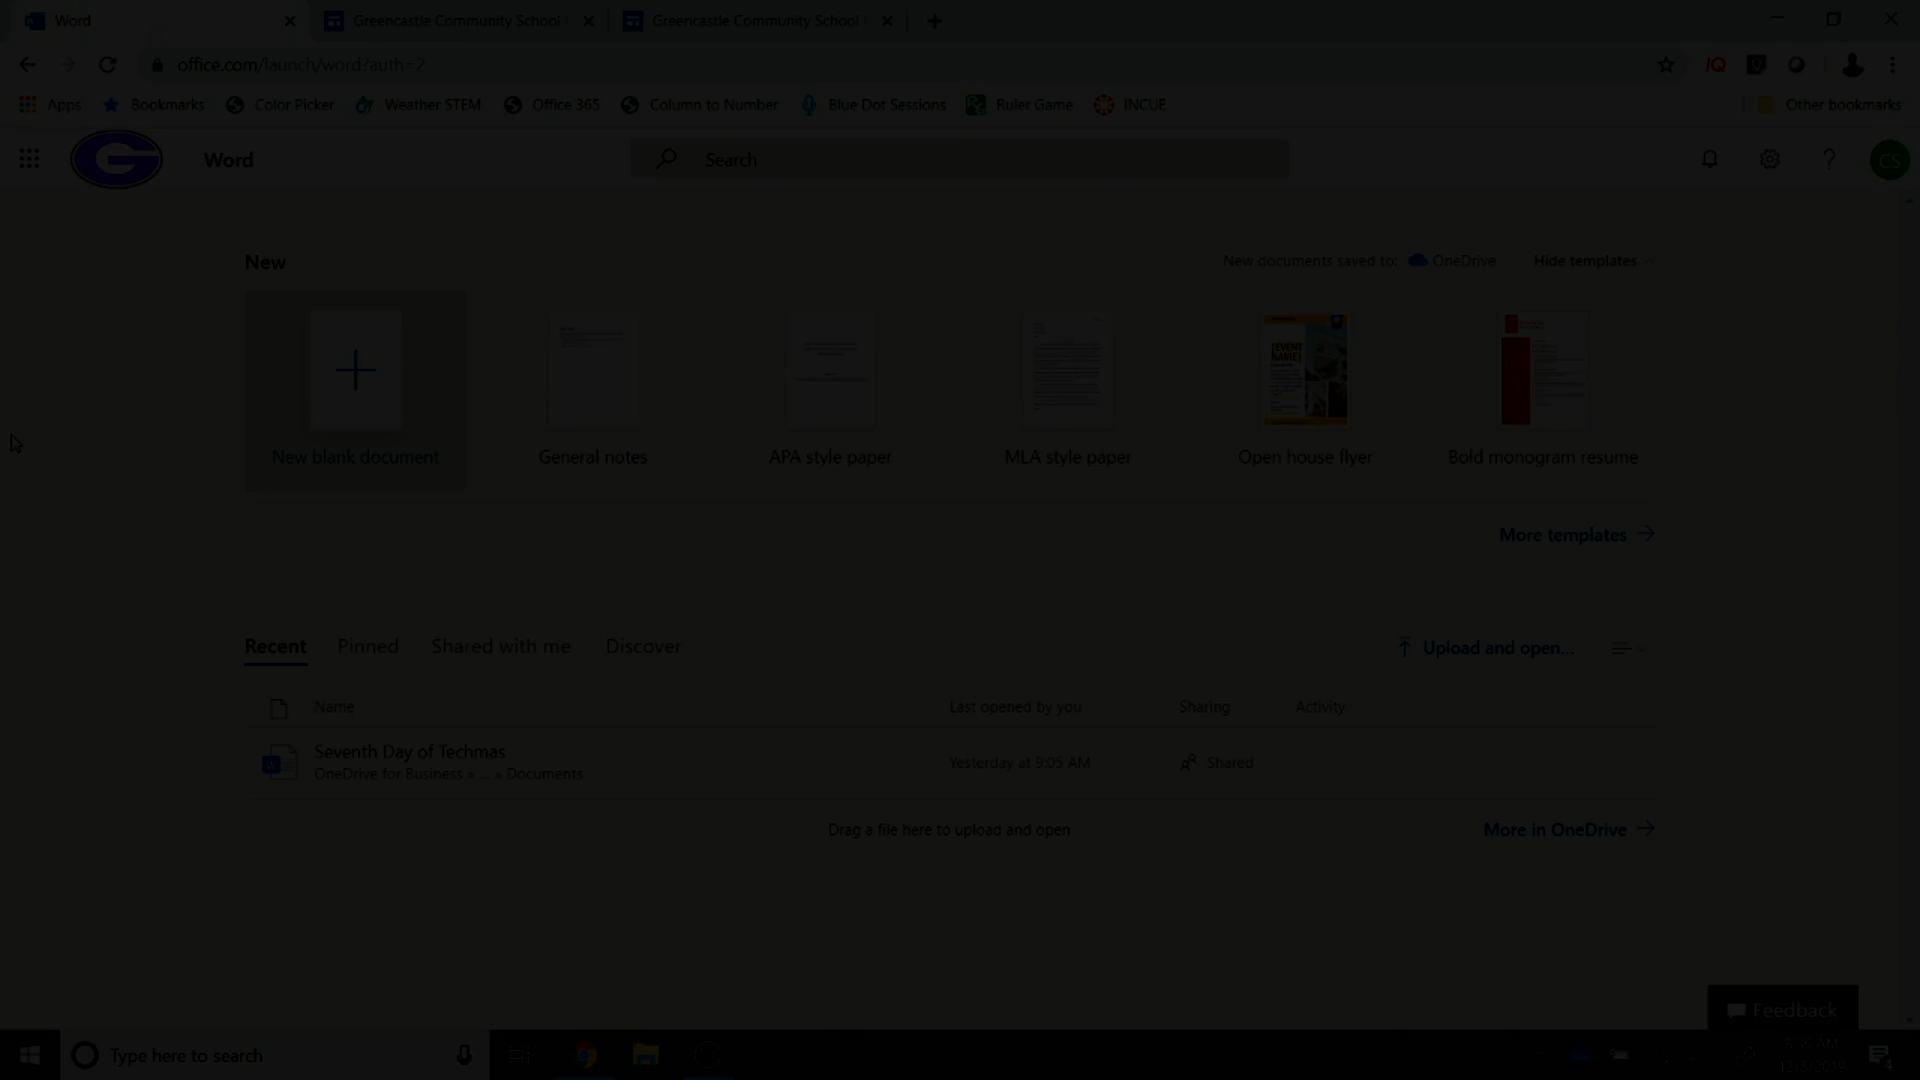 Word
Greencastle Community School
Greencastle Community School
office.com/launch/word?auth=2
IQ
Apps
Bookmarks
Color Picker
Weather STEM
Office 365
Column to Number
Blue Dot Sessions
Ruler Game
INCUE
Other bookmarks
G
Word
Search
?
CS
New
New documents saved to: OneDrive
Hide templates
[EVENT NAME]
New blank document
General notes
APA style paper
MLA style paper
Open house flyer
Bold monogram resume
More templates
Recent
Pinned
Shared with me
Discover
Upload and open...
Name
Last opened by you
Sharing
Activity
Seventh Day of Techmas
Yesterday at 9:05 AM
Shared
OneDrive for Business » ... » Documents
Drag a file here to upload and open
More in OneDrive
Feedback
Type here to search